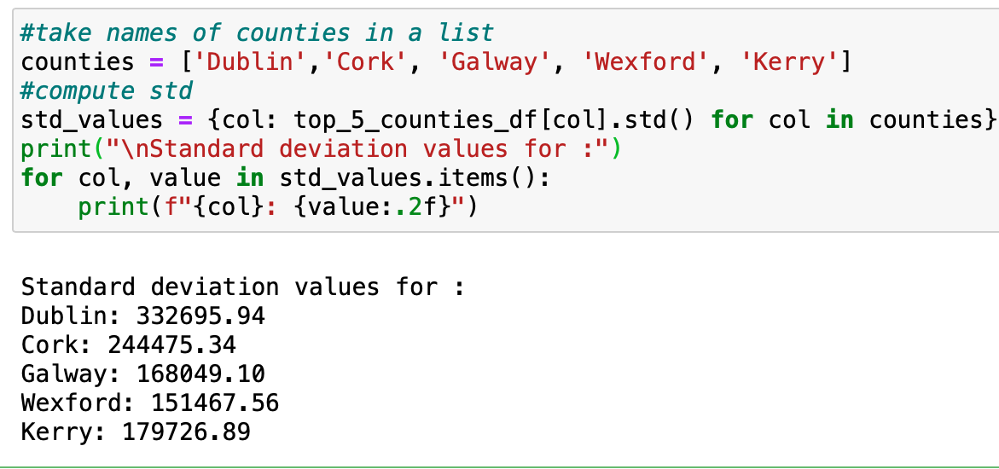 #take names of counties in a list
counties = ['Dublin','Cork', 'Galway', 'Wexford', 'Kerry']
#compute std
std_values = {col: top_5_counties_df[col].std() for col in counties}
print("\nStandard deviation values for :")
for col, value in std_values.items():
    print(f"{col}: {value:.2f}")
Standard deviation values for :
Dublin: 332695.94
Cork: 244475.34
Galway: 168049.10
Wexford: 151467.56
Kerry: 179726.89